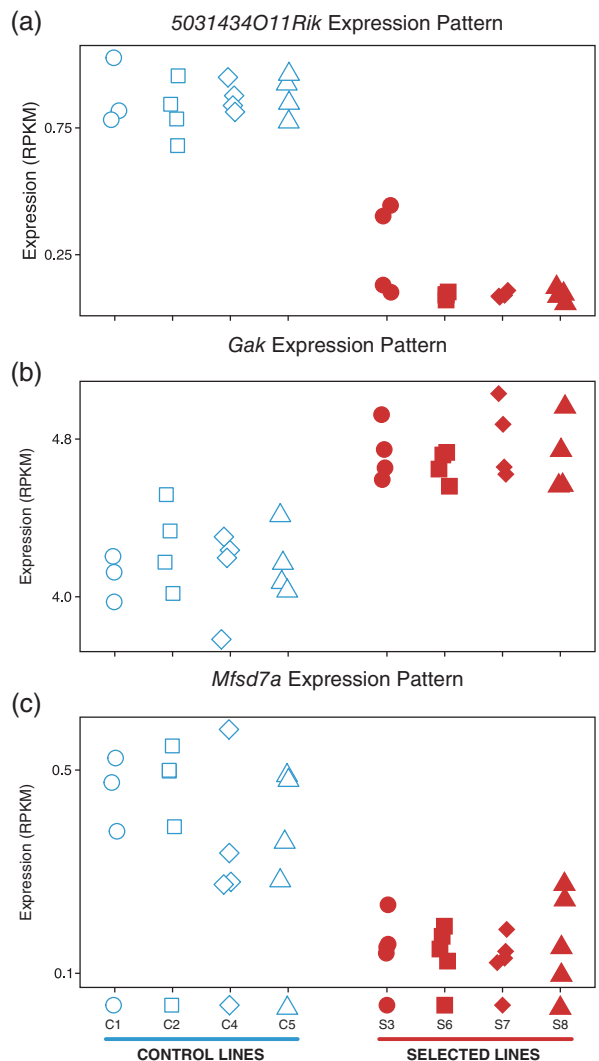 (a)
5031434O11Rik Expression Pattern
Expression (RPKM)
0.75
0.25
Gak Expression Pattern
(b)
Expression (RPKM)
4.8
4.0
Mfsd7a Expression Pattern
(c)
Expression (RPKM)
0.5
0.1
C1 C2 C4 C5 S3 S6 S7 S8
CONTROL LINES SELECTED LINES